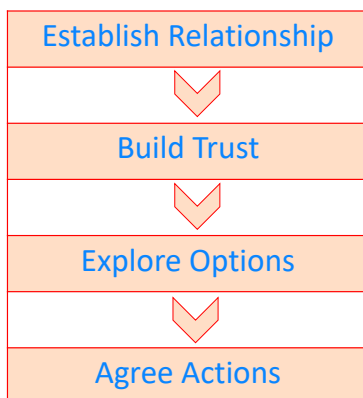 Establish Relationship
Build Trust
Explore Options
Agree Actions